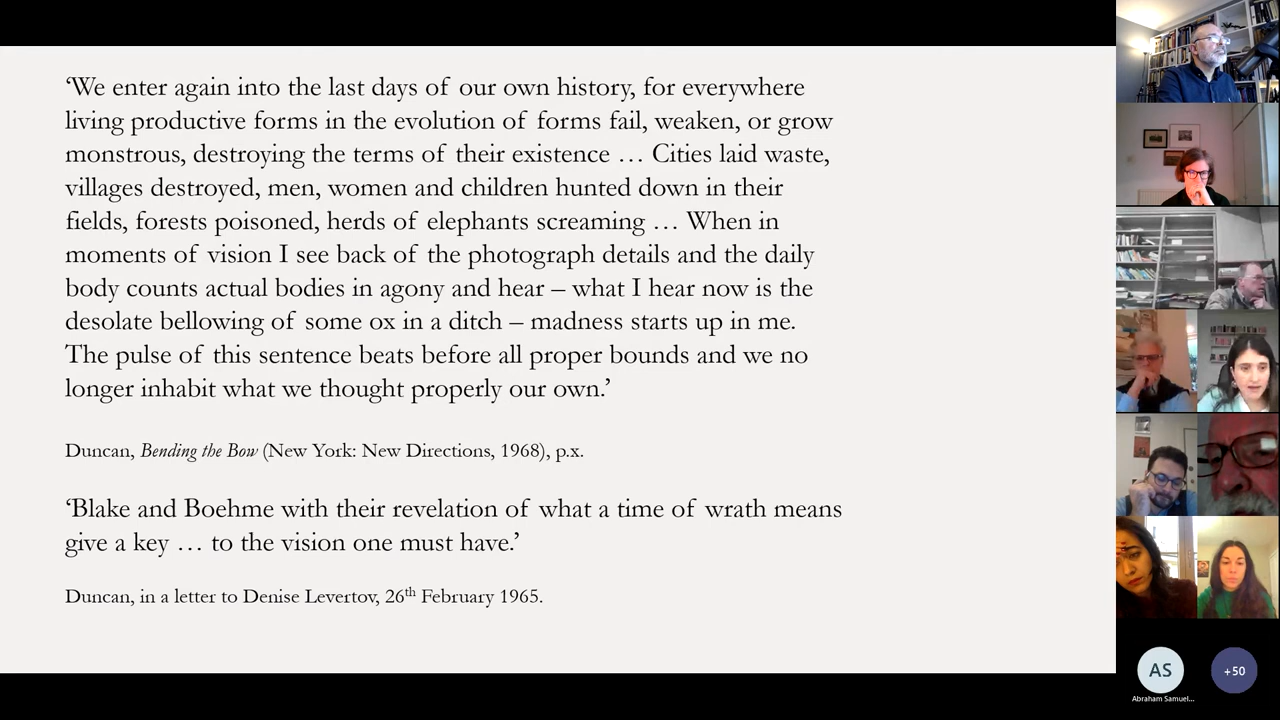 ‘We enter again into the last days of our own history, for everywhere
living productive forms in the evolution of forms fail, weaken, or grow
monstrous, destroying the terms of their existence … Cities laid waste,
villages destroyed, men, women and children hunted down in their
fields, forests poisoned, herds of elephants screaming … When in
moments of vision I see back of the photograph details and the daily
body counts actual bodies in agony and hear – what I hear now is the
desolate bellowing of some ox in a ditch – madness starts up in me.
The pulse of this sentence beats before all proper bounds and we no
longer inhabit what we thought properly our own.’
Duncan, Bending the Bow (New York: New Directions, 1968), p.x.
‘Blake and Boehme with their revelation of what a time of wrath means
give a key … to the vision one must have.’
Duncan, in a letter to Denise Levertov, 26th February 1965.
AS
Abraham Samuel...
+50